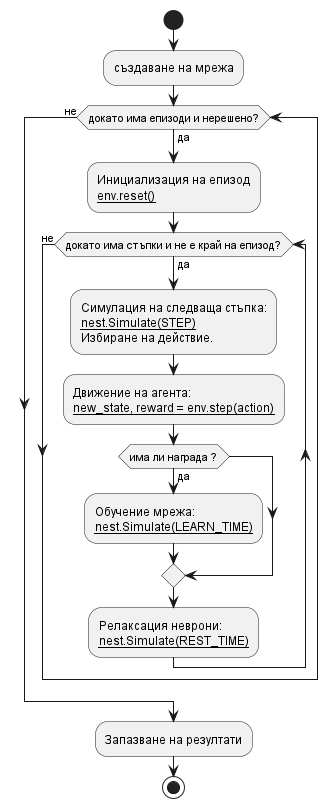 създаване на мрежа
не
докато има епизоди и нерешено?
да
Инициализация на епизод
env.reset()
не
докато има стъпки и не е край на епизод?
да
Симулация на следваща стъпка:
nest.Simulate(STEP)
Избиране на действие.
Движение на агента:
new_state, reward = env.step(action)
има ли награда ?
да
Обучение мрежа:
nest.Simulate(LEARN_TIME)
Релаксация неврони:
nest.Simulate(REST_TIME)
Запазване на резултати